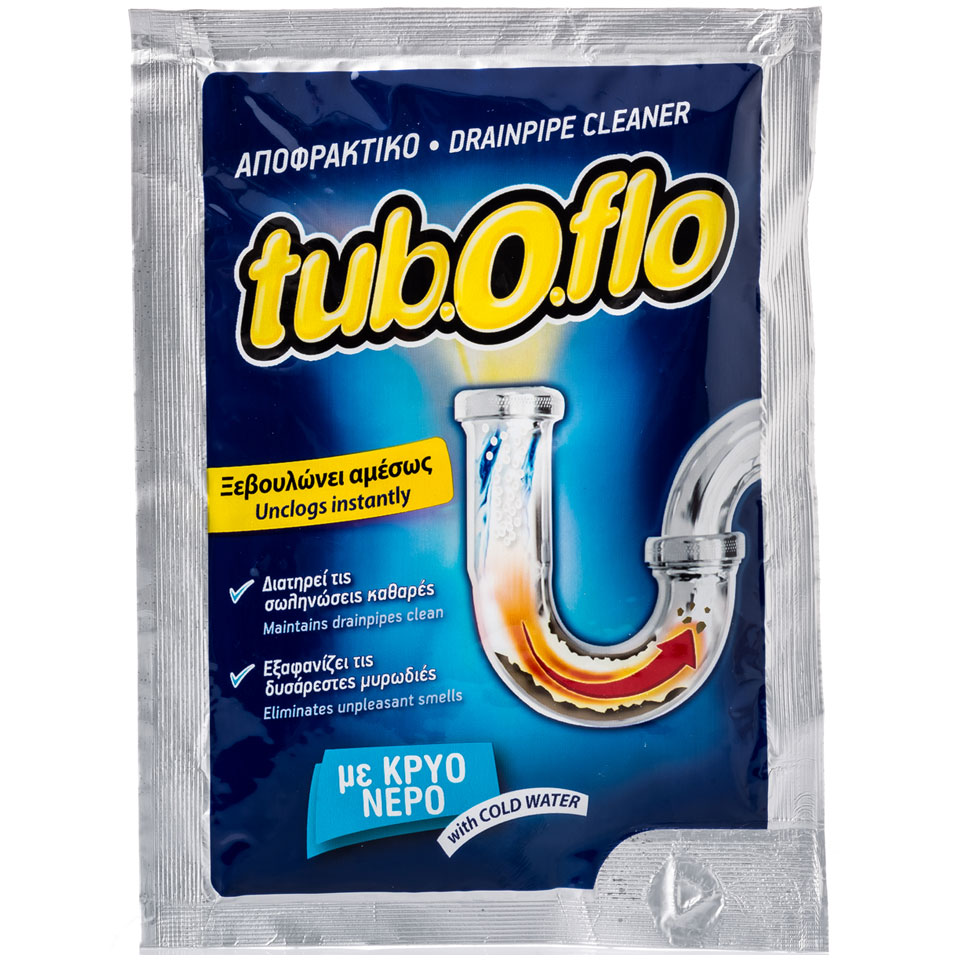 ΑΠΟΦΡΑΚΤΙΚΟ • DRAINPIPE CLEANER
tub.O.flo
Ξεβουλώνει αμέσως
Unclogs instantly
Διατηρεί τις
σωληνώσεις καθαρές
Maintains drainpipes clean
Εξαφανίζει τις
δυσάρεστες μυρωδιές
Eliminates unpleasant smells
με ΚΡΥΟ
ΝΕΡΟ
with COLD WATER